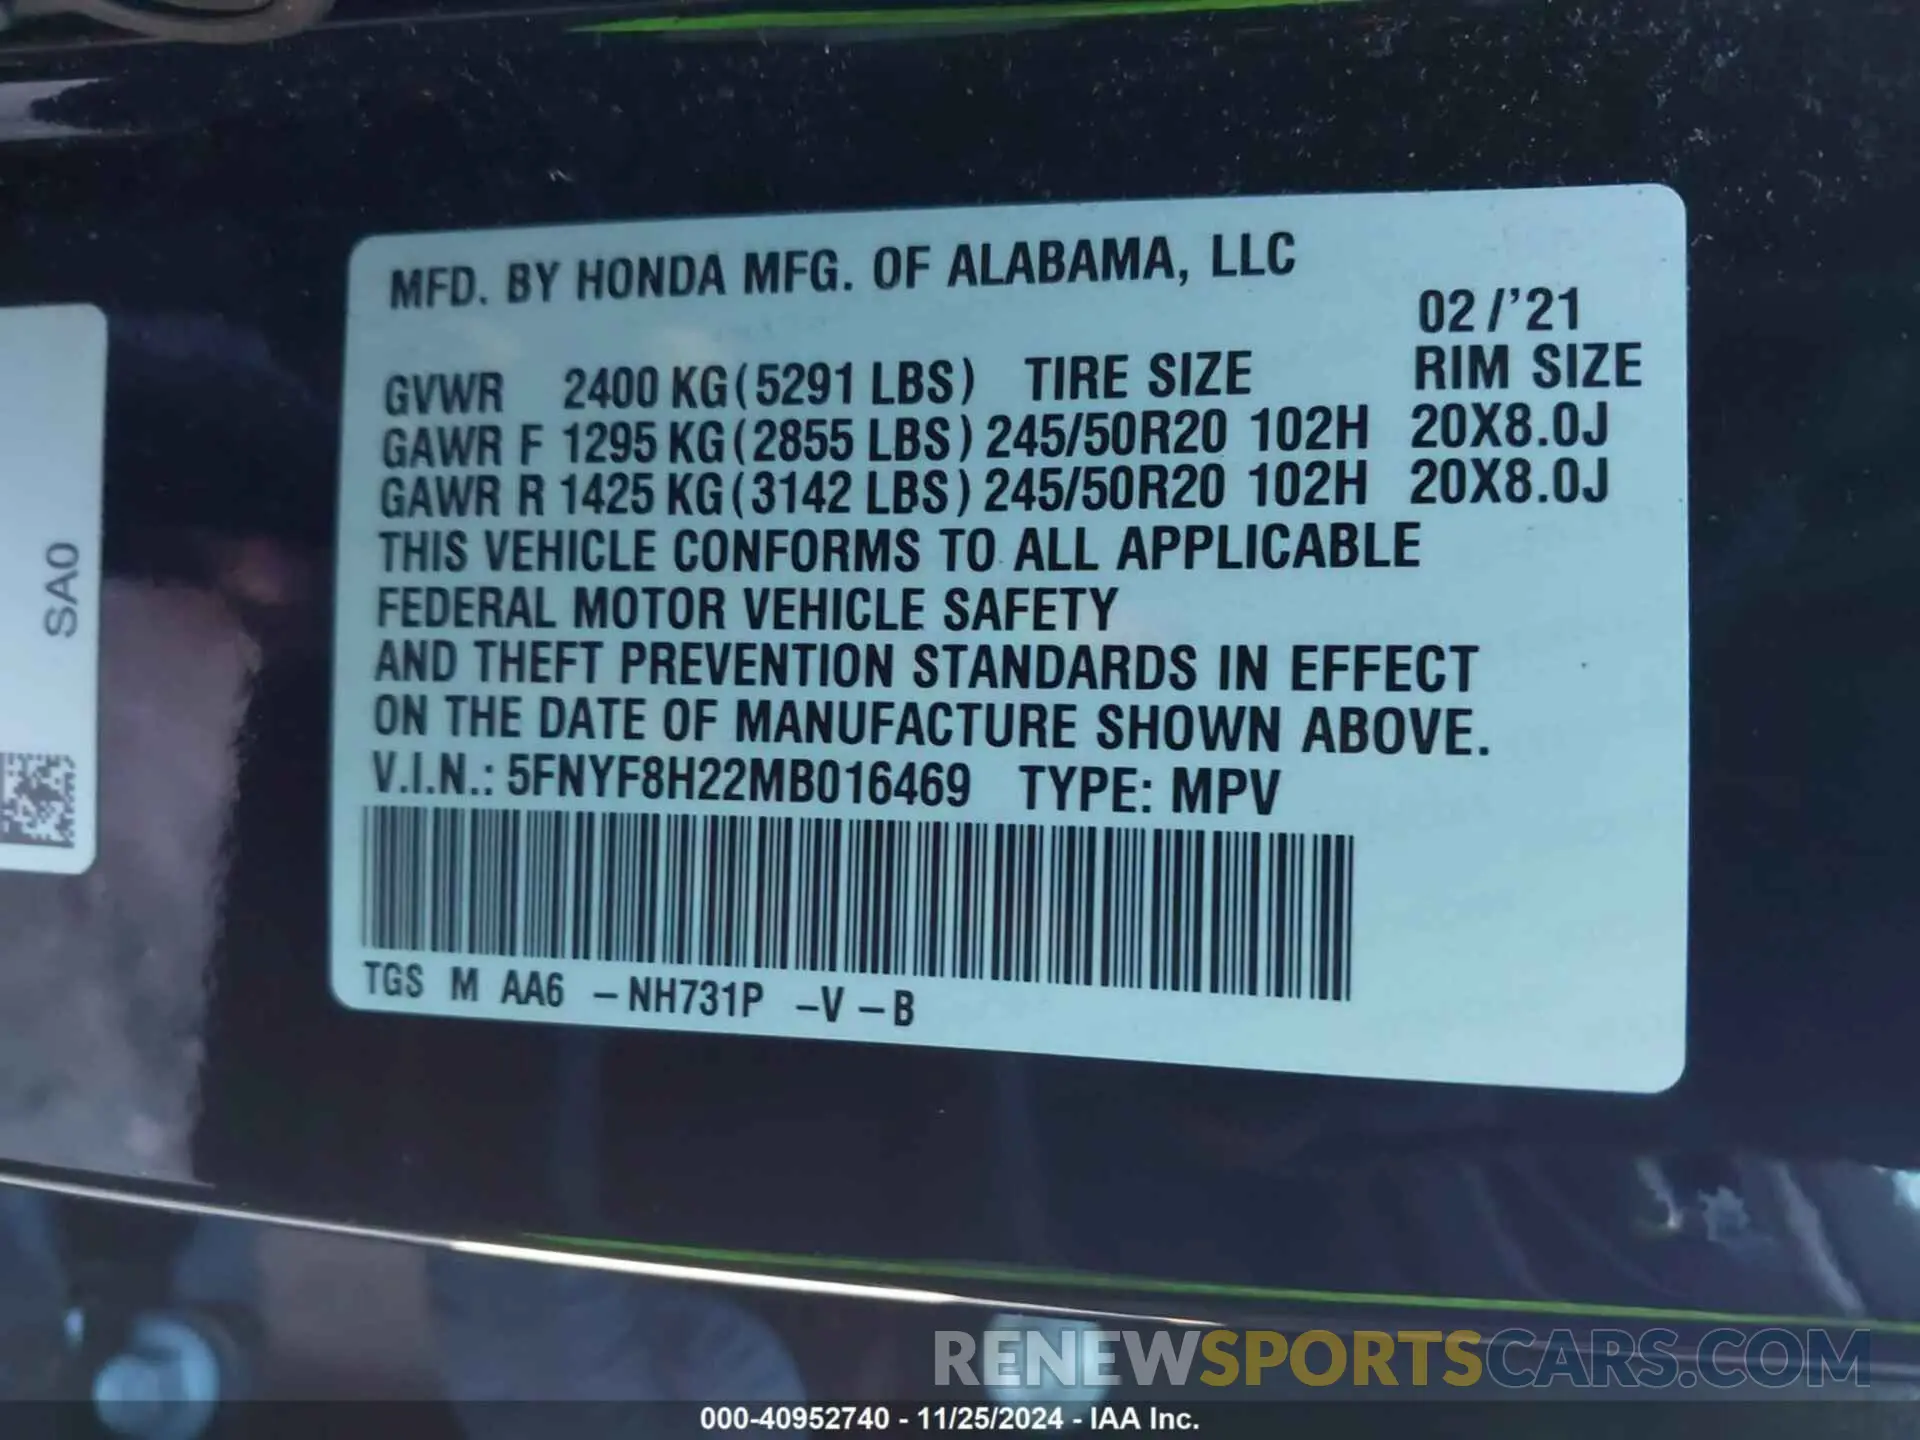 MFD. BY HONDA MFG. OF ALABAMA, LLC
02 /'21
GVWR 2400 KG (5291 LBS) TIRE SIZE RIM SIZE
GAWR F 1295 KG (2855 LBS) 245/50R20 102H 20X8.0J
GAWR R 1425 KG (3142 LBS) 245/50R20 102H 20X8.0J
THIS VEHICLE CONFORMS TO ALL APPLICABLE
FEDERAL MOTOR VEHICLE SAFETY
AND THEFT PREVENTION STANDARDS IN EFFECT
ON THE DATE OF MANUFACTURE SHOWN ABOVE.
V.I.N.: 5FNYF8H22MB016469 TYPE: MPV
TGS M AA6 – NH731P –V – B
SA0
RENEWSPORTSCARS.COM
000-40952740 - 11/25/2024 - IAA Inc.